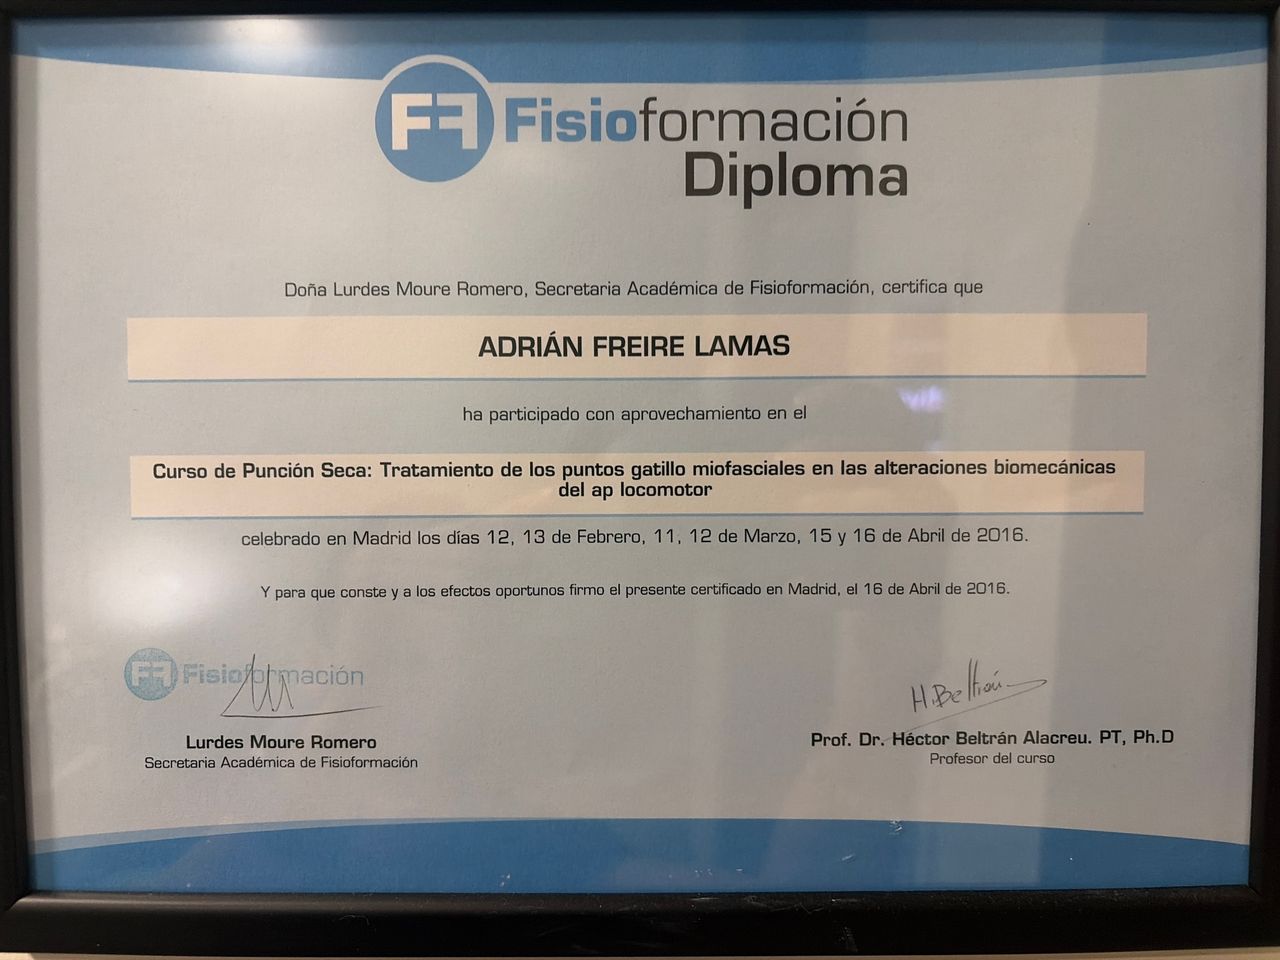 FF Fisioformación
Diploma
Doña Lurdes Moure Romero, Secretaria Académica de Fisioformación, certifica que
ADRIÁN FREIRE LAMAS
ha participado con aprovechamiento en el
Curso de Punción Seca: Tratamiento de los puntos gatillo miofasciales en las alteraciones biomecánicas
del ap locomotor
celebrado en Madrid los días 12, 13 de Febrero, 11, 12 de Marzo, 15 y 16 de Abril de 2016.
Y para que conste y a los efectos oportunos firmo el presente certificado en Madrid, el 16 de Abril de 2016.
FF Fisioformación
Lurdes Moure Romero
Secretaria Académica de Fisioformación
H. Beltrán
Prof. Dr. Héctor Beltrán Alacreu. PT, Ph.D
Profesor del curso